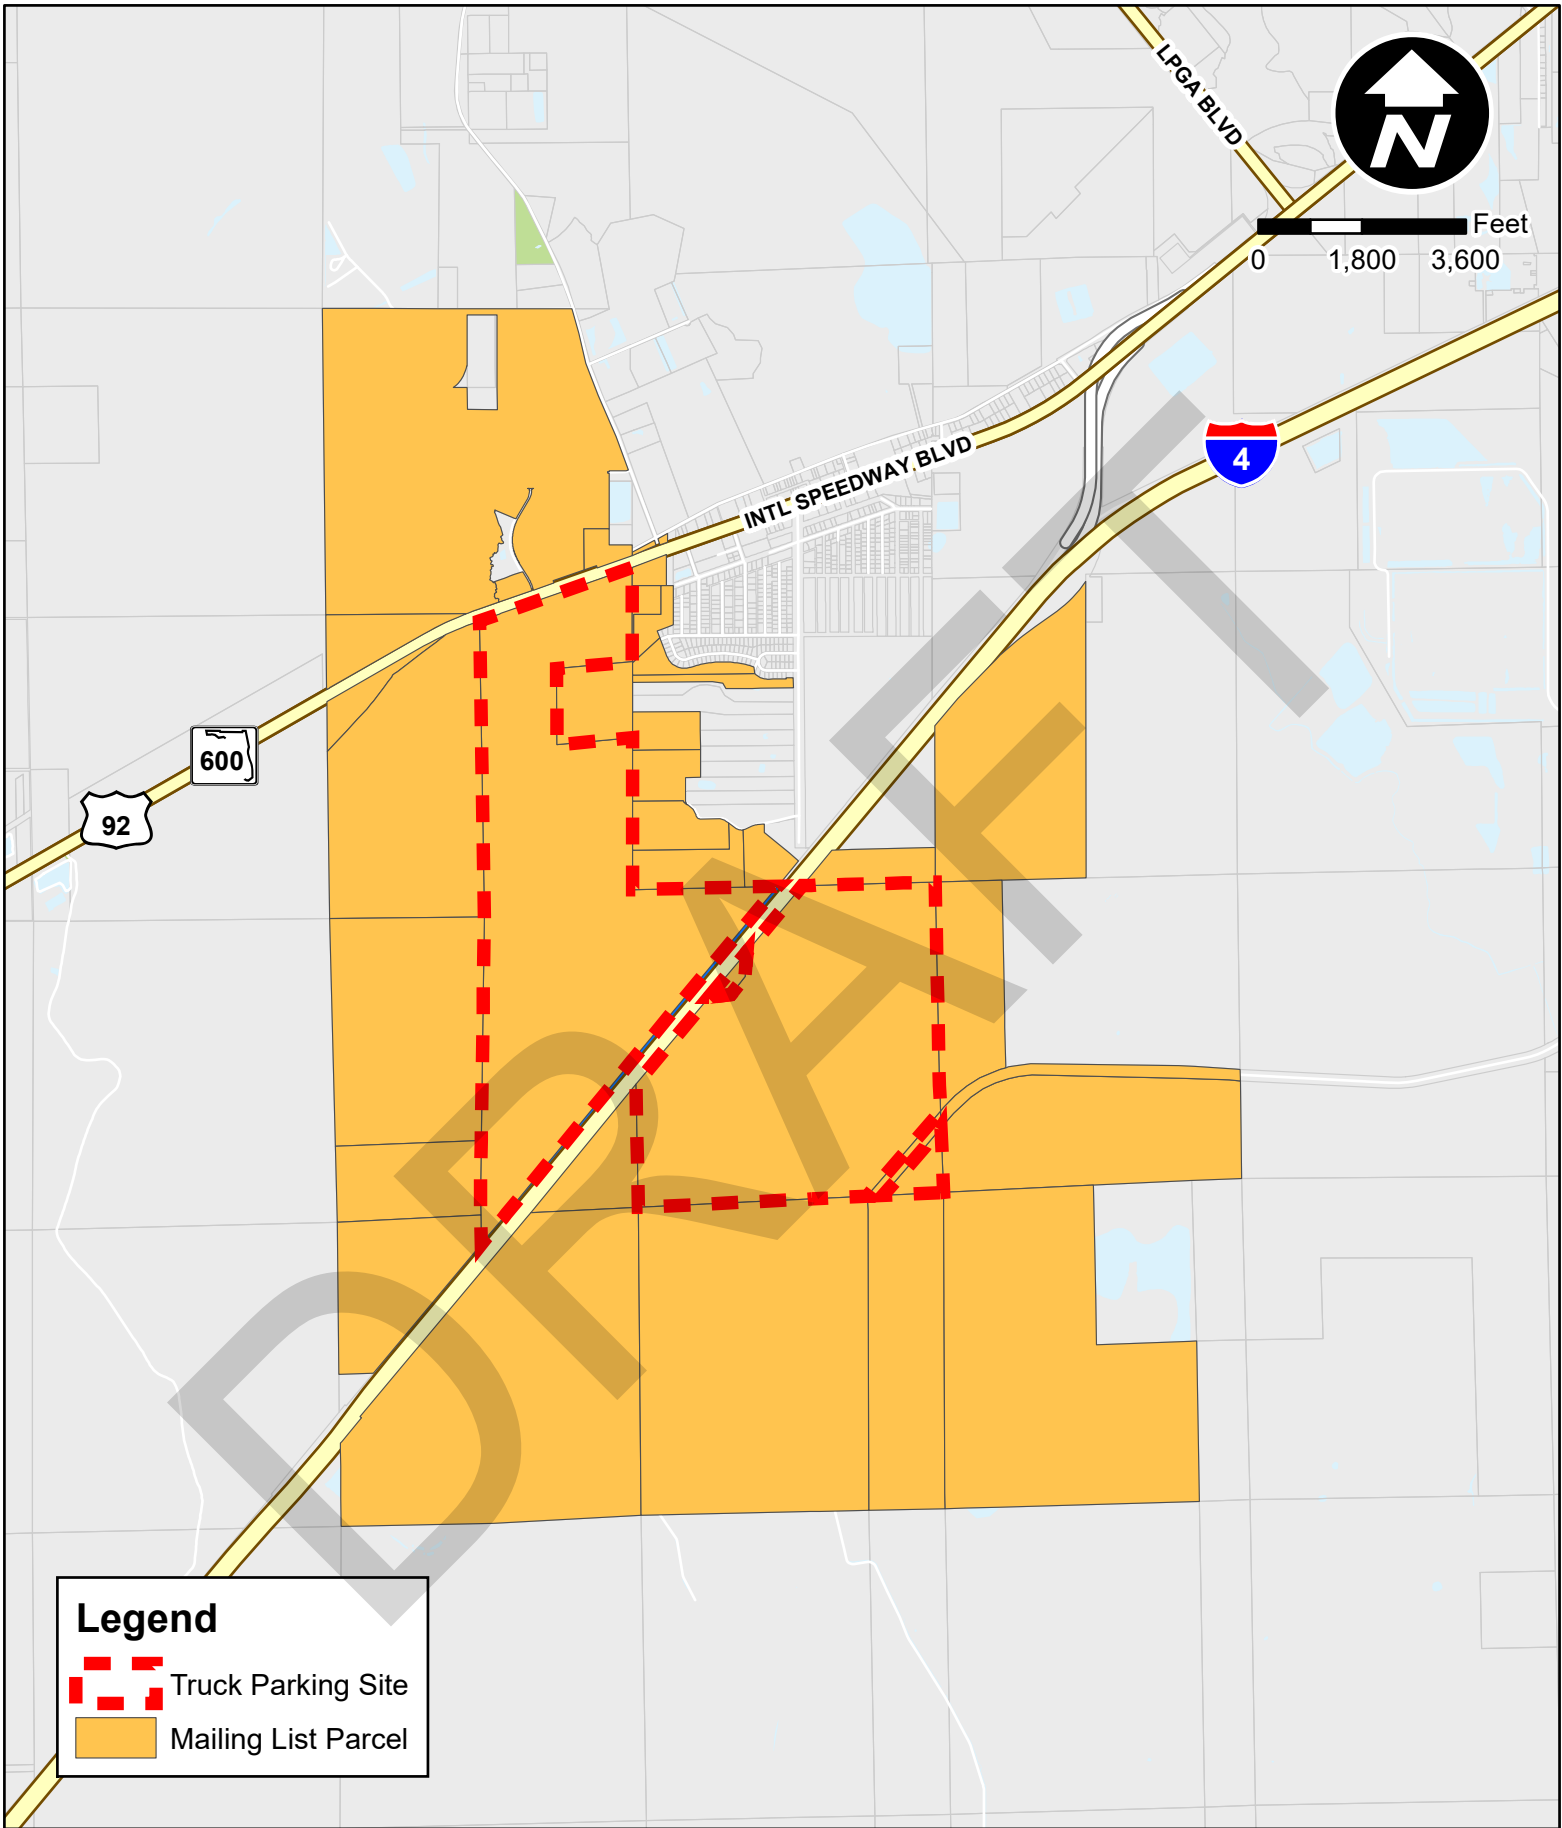 LPGA BLVD
N
Feet
0 1,800 3,600
INTL SPEEDWAY BLVD
4
600
92
DRAFT
Legend
Truck Parking Site
Mailing List Parcel